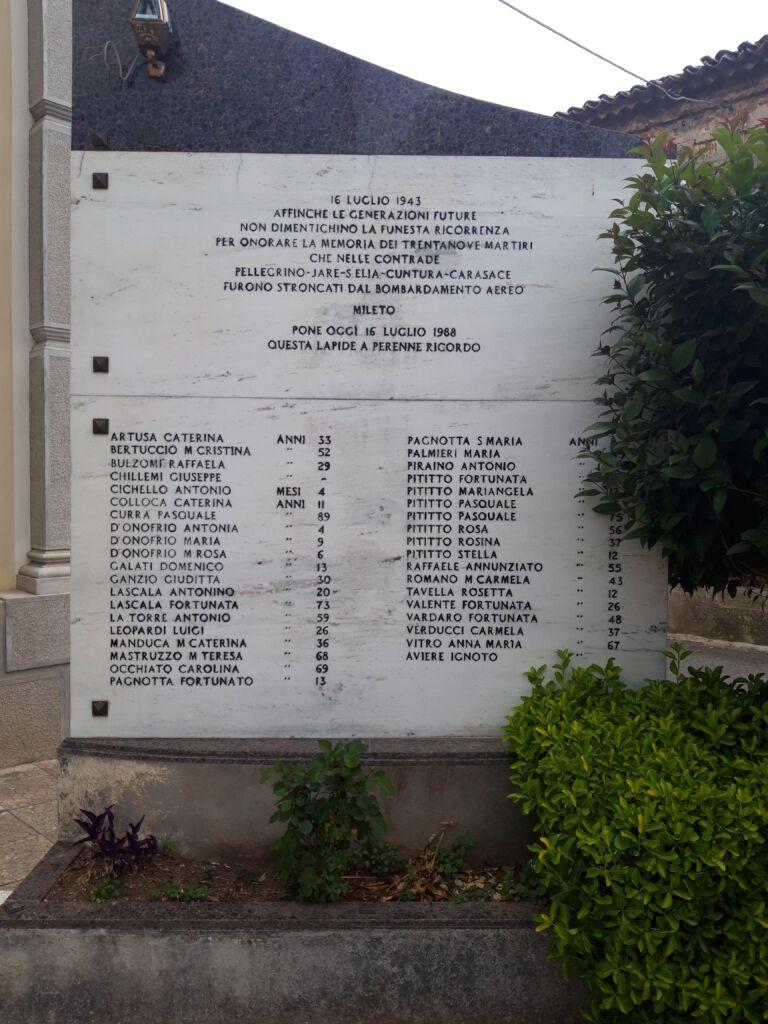 16 LUGLIO 1943
AFFINCHE LE GENERAZIONI FUTURE
NON DIMENTICHINO LA FUNESTA RICORRENZA
PER ONORARE LA MEMORIA DEI TRENTANOVE MARTIRI
CHE NELLE CONTRADE
PELLEGRINO-JARE-S.ELIA-CUNTURA-CARASACE
FURONO STRONCATI DAL BOMBARDAMENTO AEREO
MILETO
PONE OGGI 16 LUGLIO 1988
QUESTA LAPIDE A PERENNE RICORDO
ARTUSA CATERINA ANNI 33
BERTUCCIO M CRISTINA " 52
BULZOMÍ RAFFAELA " 29
CHILLEMI GIUSEPPE " -
CICHELLO ANTONIO MESI 4
COLLOCA CATERINA ANNI 11
CURRÀ PASQUALE " 89
D'ONOFRIO ANTONIA " 4
D'ONOFRIO MARIA " 9
D'ONOFRIO M ROSA " 6
GALATI DOMENICO " 13
GANZIO GIUDITTA " 30
LASCALA ANTONINO " 20
LASCALA FORTUNATA " 73
LA TORRE ANTONIO " 59
LEOPARDI LUIGI " 26
MANDUCA M CATERINA " 36
MASTRUZZO M TERESA " 68
OCCHIATO CAROLINA " 69
PAGNOTTA FORTUNATO " 13
PAGNOTTA S MARIA ANNI
PALMIERI MARIA
PIRAINO ANTONIO "
PITITTO FORTUNATA "
PITITTO MARIANGELA "
PITITTO PASQUALE "
PITITTO PASQUALE " 75
PITITTO ROSA " 56
PITITTO ROSINA " 37
PITITTO STELLA " 12
RAFFAELE ANNUNZIATO " 55
ROMANO M CARMELA " 43
TAVELLA ROSETTA " 12
VALENTE FORTUNATA " 26
VARDARO FORTUNATA " 48
VERDUCCI CARMELA " 37
VITRO ANNA MARIA " 67
AVIERE IGNOTO